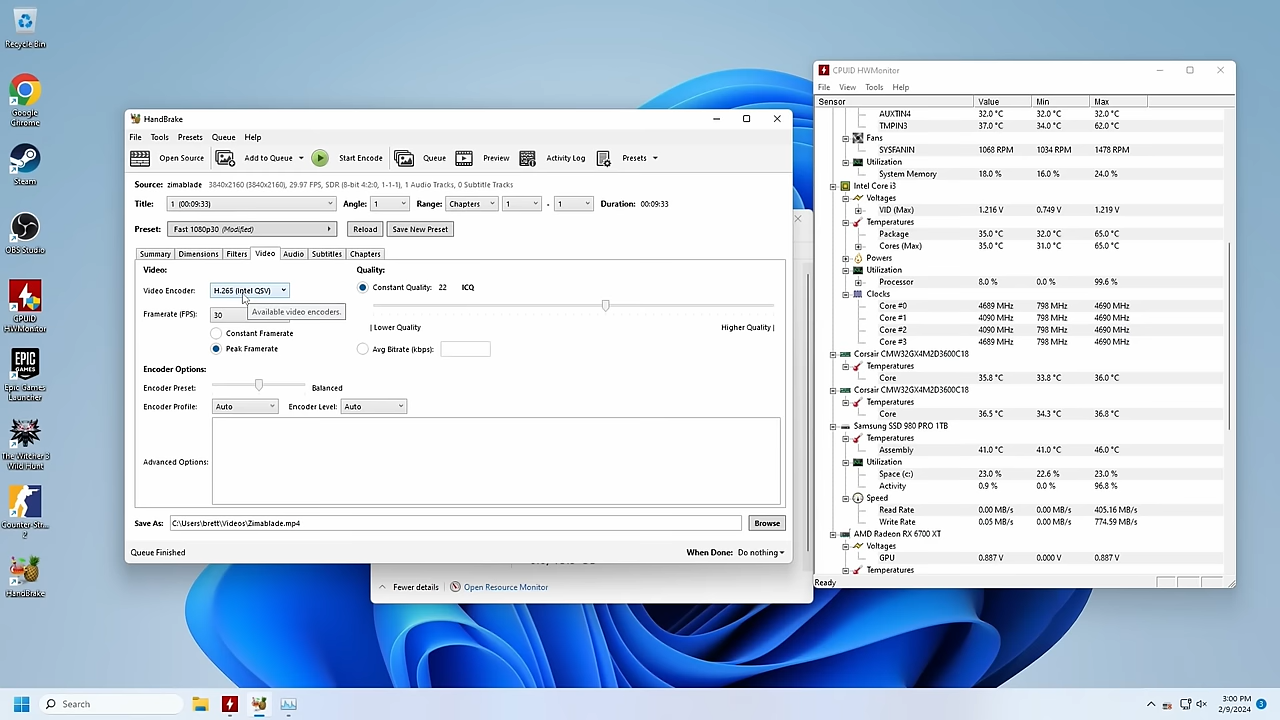 Recycle Bin
Google
Chrome
Steam
OBS Studio
CPUID
HWMonitor
Epic Games
Launcher
The Witcher 3
Wild Hunt
Counter-Str...
2
HandBrake
HandBrake
File Tools Presets Queue Help
Open Source Add to Queue Start Encode Queue Preview Activity Log Presets
Source: zimablade 3840x2160 (3840x2160), 29.97 FPS, SDR (8-bit 4:2:0, 1-1-1), 1 Audio Tracks, 0 Subtitle Tracks
Title: 1 (00:09:33) Angle: 1 Range: Chapters 1 - 1 Duration: 00:09:33
Preset: Fast 1080p30 (Modified) Reload Save New Preset
Summary Dimensions Filters Video Audio Subtitles Chapters
Video: Quality:
Video Encoder: H.265 (Intel QSV) Constant Quality: 22 ICQ
Available video encoders.
Framerate (FPS): 30
| Lower Quality Higher Quality |
Constant Framerate
Peak Framerate Avg Bitrate (kbps):
Encoder Options:
Encoder Preset: Balanced
Encoder Profile: Auto Encoder Level: Auto
Advanced Options:
Save As: C:\Users\brett\Videos\Zimablade.mp4 Browse
Queue Finished When Done: Do nothing
Fewer details Open Resource Monitor
CPUID HWMonitor
File View Tools Help
Sensor Value Min Max
AUXTIN4 32.0 °C 32.0 °C 32.0 °C
TMPIN3 37.0 °C 34.0 °C 62.0 °C
Fans
SYSFANIN 1068 RPM 1034 RPM 1478 RPM
Utilization
System Memory 18.0 % 16.0 % 24.0 %
Intel Core i3
Voltages
VID (Max) 1.216 V 0.749 V 1.219 V
Temperatures
Package 35.0 °C 32.0 °C 65.0 °C
Cores (Max) 35.0 °C 31.0 °C 65.0 °C
Powers
Utilization
Processor 8.0 % 0.0 % 99.6 %
Clocks
Core #0 4689 MHz 798 MHz 4690 MHz
Core #1 4090 MHz 798 MHz 4090 MHz
Core #2 4090 MHz 798 MHz 4690 MHz
Core #3 4689 MHz 798 MHz 4690 MHz
Corsair CMW32GX4M2D3600C18
Temperatures
Core 35.8 °C 33.8 °C 36.0 °C
Corsair CMW32GX4M2D3600C18
Temperatures
Core 36.5 °C 34.3 °C 36.8 °C
Samsung SSD 980 PRO 1TB
Temperatures
Assembly 41.0 °C 41.0 °C 46.0 °C
Utilization
Space (c:) 23.0 % 22.6 % 23.0 %
Activity 0.9 % 0.0 % 96.8 %
Speed
Read Rate 0.00 MB/s 0.00 MB/s 405.16 MB/s
Write Rate 0.05 MB/s 0.00 MB/s 774.59 MB/s
AMD Radeon RX 6700 XT
Voltages
GPU 0.887 V 0.000 V 0.887 V
Temperatures
Ready
Search
3:00 PM
2/9/2024
3